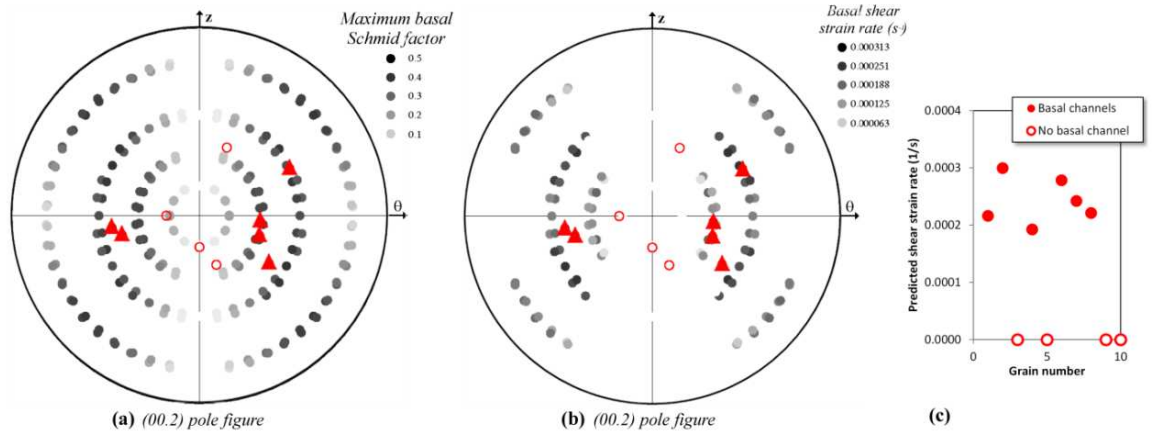 z
Maximum basal
Schmid factor
0.5
0.4
0.3
0.2
0.1
θ
(a) (00.2) pole figure
z
Basal shear
strain rate (s-)
0.000313
0.000251
0.000188
0.000125
0.000063
θ
(b) (00.2) pole figure
Basal channels
No basal channel
Predicted shear strain rate (1/s)
0.0004
0.0003
0.0002
0.0001
0.0000
0
5
10
Grain number
(c)